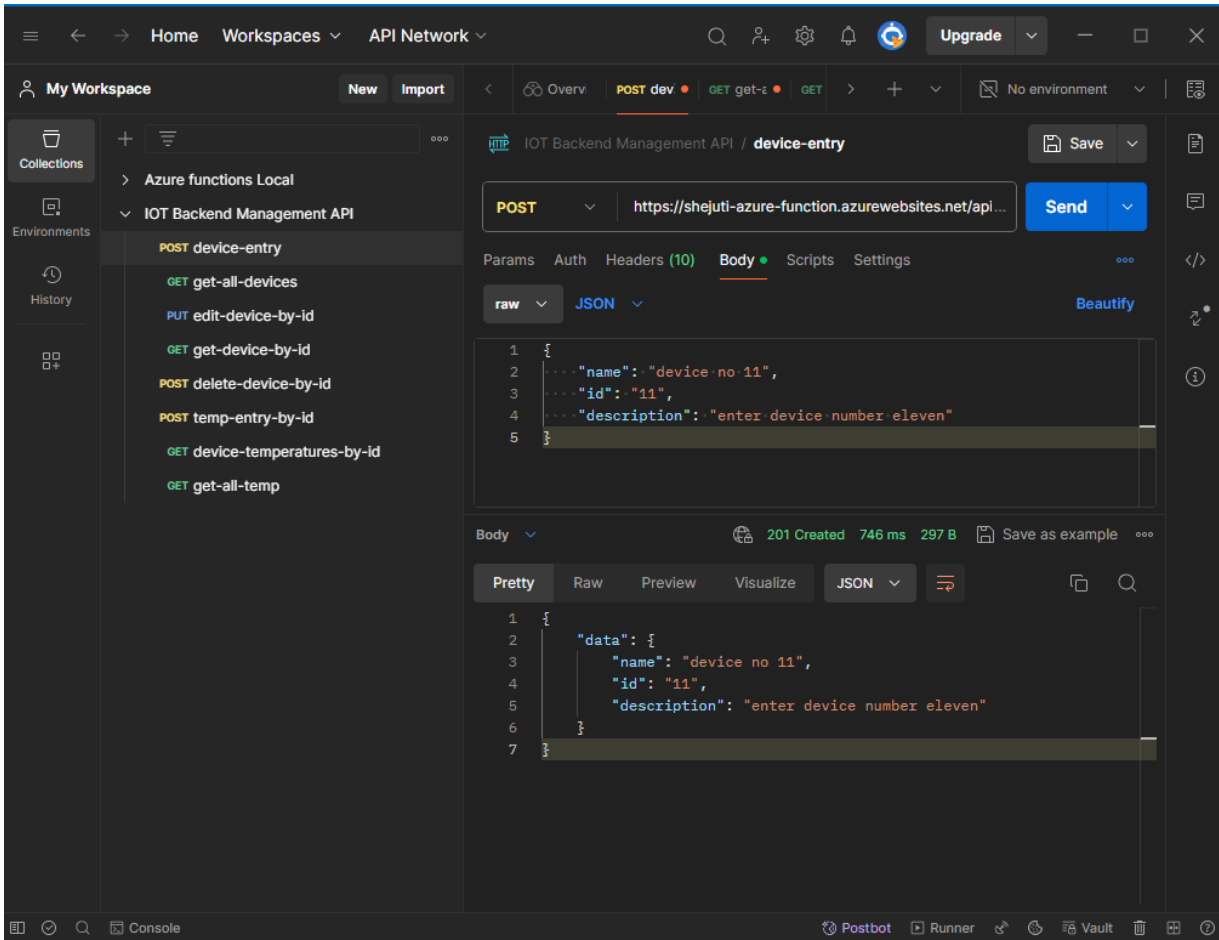 Home Workspaces API Network Upgrade
My Workspace New Import
Overv POST dev GET get-a GET No environment
Collections
Environments
History
Azure functions Local
IOT Backend Management API
POST device-entry
GET get-all-devices
PUT edit-device-by-id
GET get-device-by-id
POST delete-device-by-id
POST temp-entry-by-id
GET device-temperatures-by-id
GET get-all-temp
HTTP IOT Backend Management API / device-entry Save
POST https://shejuti-azure-function.azurewebsites.net/api... Send
Params Auth Headers (10) Body Scripts Settings
raw JSON Beautify
1 {
2 "name": "device no 11",
3 "id": "11",
4 "description": "enter device number eleven"
5 }
Body 201 Created 746 ms 297 B Save as example
Pretty Raw Preview Visualize JSON
1 {
2 "data": {
3 "name": "device no 11",
4 "id": "11",
5 "description": "enter device number eleven"
6 }
7 }
Console Postbot Runner Vault